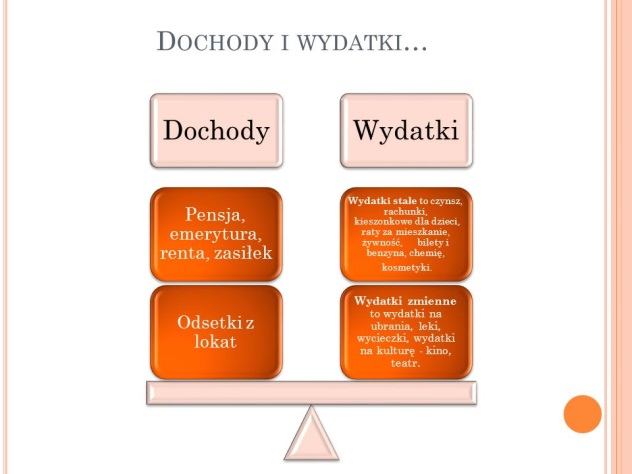 DOCHODY I WYDATKI...
Dochody
Wydatki
Pensja,
emerytura,
renta, zasiłek
Odsetki z
lokat
Wydatki stałe to czynsz,
rachunki,
kieszonkowe dla dzieci,
raty za mieszkanie,
żywność, bilety i
benzyna, chemię,
kosmetyki.
Wydatki zmienne
to wydatki na
ubrania, leki,
wycieczki, wydatki
na kulturę - kino,
teatr.